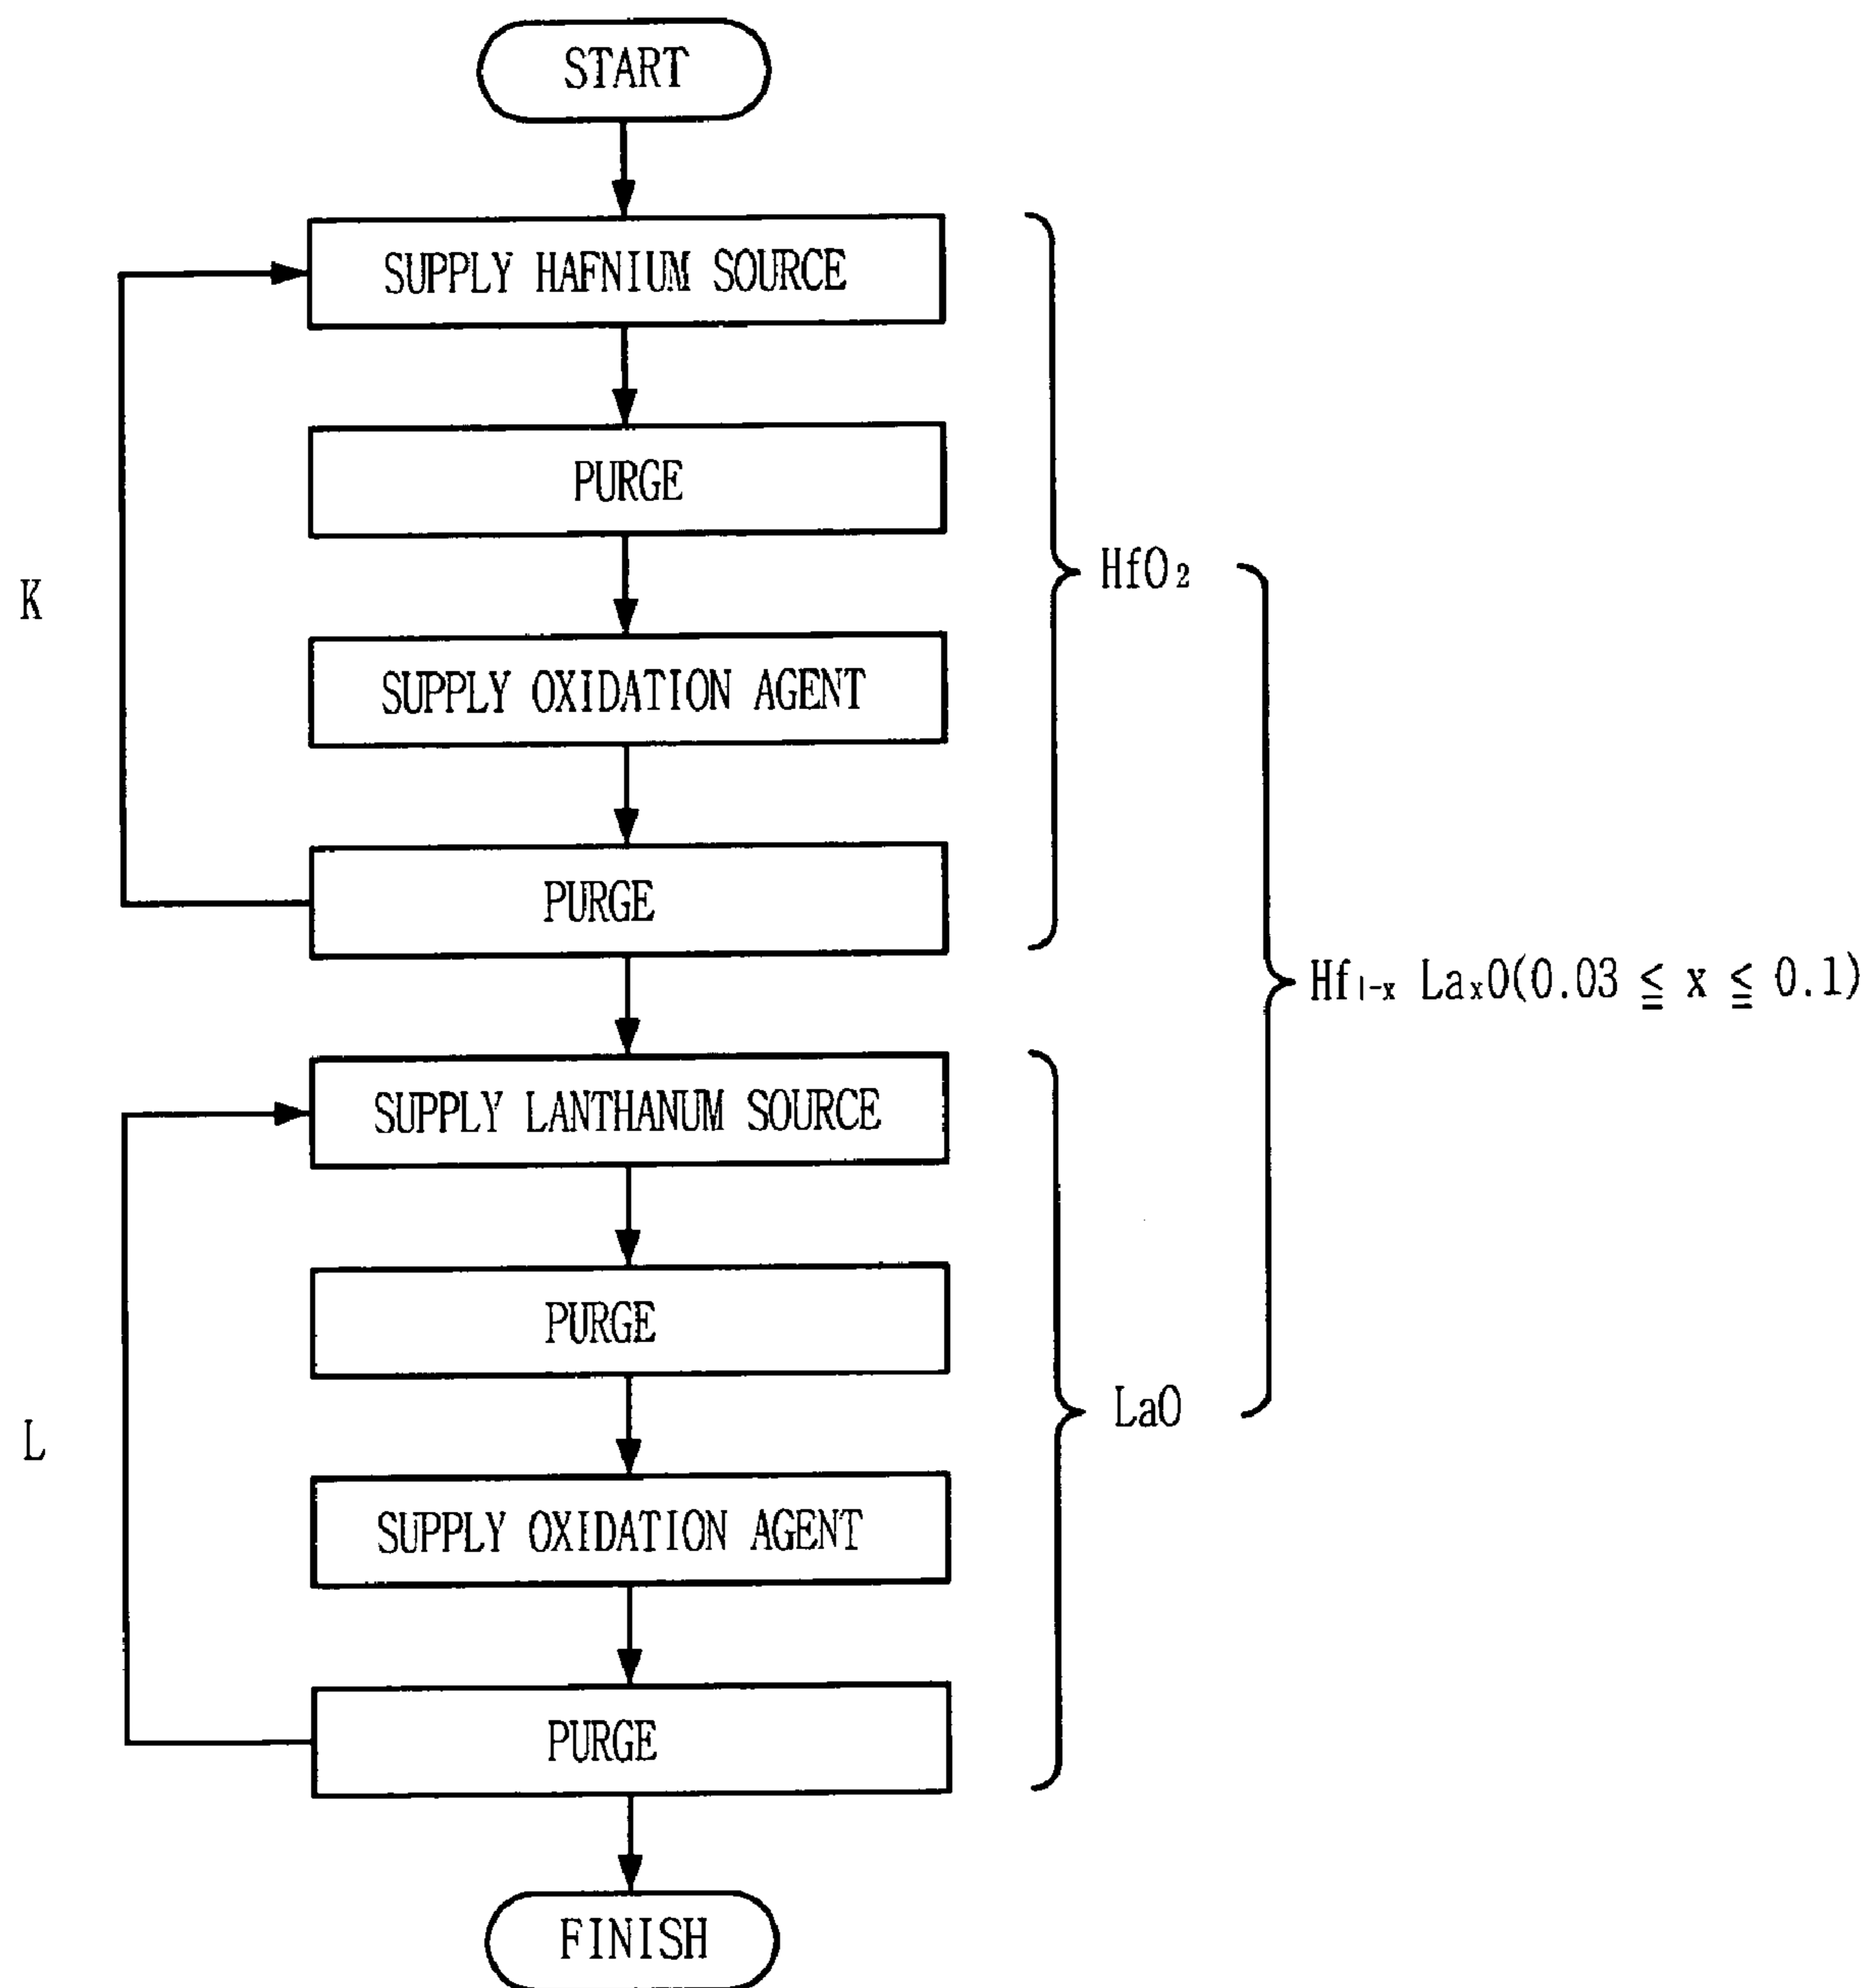 START
SUPPLY HAFNIUM SOURCE
PURGE
SUPPLY OXIDATION AGENT
PURGE
K
HfO₂
SUPPLY LANTHANUM SOURCE
PURGE
SUPPLY OXIDATION AGENT
PURGE
L
LaO
Hf₁₋ₓ LaₓO(0.03 ≦ x ≦ 0.1)
FINISH